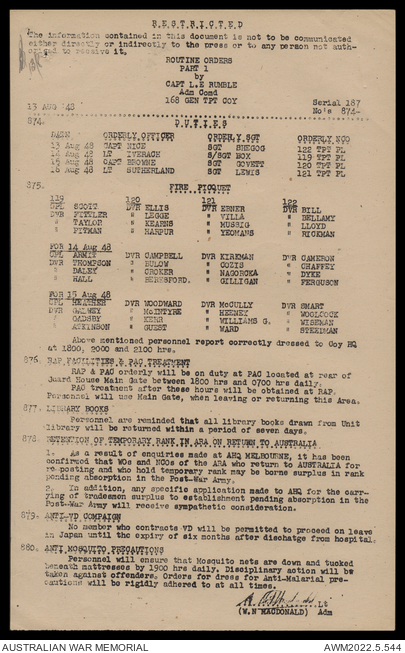 RESTRICTED
The information contained in this document is not to be communicated
either directly or indirectly to the press or to any person not auth-
orised to receive it.
ROUTINE ORDERS
PART 1
by
CAPT L.E RUMBLE
Adm Comd
168 GEN TPT COY
Serial 187
13 AUG '48
No's 874-
874. DUTIES
DATE ORDERLY OFFICER ORDERLY SGT ORDERLY NCO
13 Aug 48 CAPT NICE SGT SHEGOG 122 TPT PL
14 Aug 48 LT IVERACH S/SGT BOX 119 TPT PL
15 Aug 48 CAPT BROWNE SGT GOVETT 120 TPT PL
16 Aug 48 LT SUTHERLAND SGT LEWIS 121 TPT PL
875. FIRE PICQUET
119 120 121 122
CPL SCOTT DVR ELLIS DVR EBNER DVR BILL
DVR FETTLER " LEGGE " VILLA " BELLAMY
" TAYLOR " KEARNS " MUSSIG " LLOYD
" PITMAN " HARPUR " YEOMANS " RICKMAN
FOR 14 Aug 48
CPL ARMIT DVR CAMPBELL DVR KIRKMAN DVR CAMERON
DVR THOMPSON " BULOW " COZYS " CHAFFEY
" DALEY " CROKER " NAGORCKA " DYKE
" HALL " BERESFORD. " GILLIGAN " FERGUSON
FOR 15 Aug 48
CPL HEATHER DVR WOODWARD DVR McCULLY DVR SMART
DVR GALWEY " McINTYRE " HEENEY " WOOLCOCK
" GADSBY " KERR " WILLIAMS G. " WISEMAN
" ATKINSON " GUEST " WARD " STEKIMAN
Above mentioned personnel report correctly dressed to Coy HQ
at 1800, 2000 and 2100 hrs.
876. RAP FACILITIES & PAC TREATMENT
RAP & PAC orderly will be on duty at PAC located at rear of
Guard House Main Gate between 1800 hrs and 0700 hrs daily.
PAC treatment after these hours will be obtained at RAP.
Personnel will use Main Gate, when leaving or returning this Area.
877. LIBRARY BOOKS
Personnel are reminded that all library books drawn from Unit
library will be returned within a period of seven days.
878. RETENTION OF TEMPORARY RANK IN ARA ON RETURN TO AUSTRALIA
1. As a result of enquiries made at AHQ MELBOURNE, it has been
confirmed that WOs and NCOs of the ARA who return to AUSTRALIA for
re-posting and who hold temporary rank may be borne surplus in rank
pending absorption in the Post-War Army.
2. In addition, any specific application made to AHQ for the carr-
ying of tradesmen surplus to establishment pending absorption in the
Post-War Army will receive sympathetic consideration.
879. ANTI VD COMPAIGN
No member who contracts VD will be permitted to proceed on leave
in Japan until the expiry of six months after discharge from hospital.
880. ANTI MOSQUITO PRECAUTIONS
Personnel will ensure that Mosquito nets are down and tucked
beneath mattresses by 1900 hrs daily. Disciplinary action will be
taken against offenders. Orders for dress for Anti-Malarial pre-
cautions will be rigidly adhered to at all times.
Lt
(W.N MACDONALD) Adm
AUSTRALIAN WAR MEMORIAL AWM2022.5.544